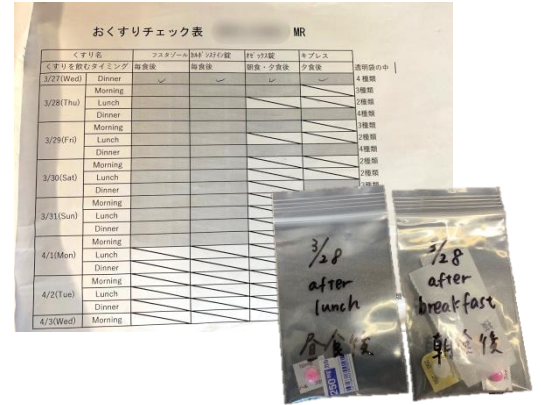 おくすりチェック表 MR
くすり名 フスタゾール カルボシステイン錠 オゼックス錠 キプレス
くすりを飲むタイミング 毎食後 毎食後 朝食・夕食後 夕食後 透明袋の中
3/27(Wed) Dinner 4種類
Morning 3種類
3/28(Thu) Lunch 2種類
Dinner 4種類
Morning 3種類
3/29(Fri) Lunch 2種類
Dinner 4種類
Morning 2種類
3/30(Sat) Lunch 2種類
Dinner
Morning
3/31(Sun) Lunch
Dinner
Morning
4/1(Mon) Lunch
Dinner
Morning
4/2(Tue) Lunch
Dinner
4/3(Wed) Morning
3/28
after
lunch
昼食後
3/28
after
breakfast
朝食後